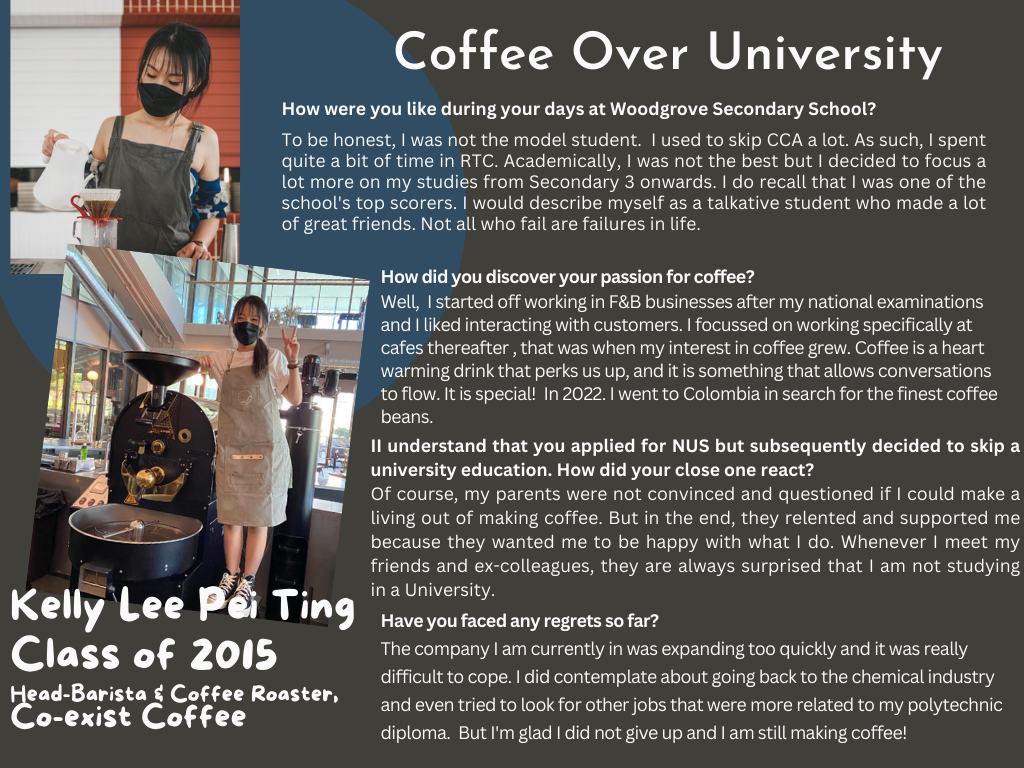 Coffee Over University
How were you like during your days at Woodgrove Secondary School?
To be honest, I was not the model student.  I used to skip CCA a lot. As such, I spent
quite a bit of time in RTC. Academically, I was not the best but I decided to focus a
lot more on my studies from Secondary 3 onwards. I do recall that I was one of the
school's top scorers. I would describe myself as a talkative student who made a lot
of great friends. Not all who fail are failures in life.
How did you discover your passion for coffee?
Well,  I started off working in F&B businesses after my national examinations
and I liked interacting with customers. I focussed on working specifically at
cafes thereafter , that was when my interest in coffee grew. Coffee is a heart
warming drink that perks us up, and it is something that allows conversations
to flow. It is special!  In 2022. I went to Colombia in search for the finest coffee
beans.
II understand that you applied for NUS but subsequently decided to skip a
university education. How did your close one react?
Of course, my parents were not convinced and questioned if I could make a
living out of making coffee. But in the end, they relented and supported me
because they wanted me to be happy with what I do. Whenever I meet my
friends and ex-colleagues, they are always surprised that I am not studying
in a University.
Have you faced any regrets so far?
The company I am currently in was expanding too quickly and it was really
difficult to cope. I did contemplate about going back to the chemical industry
and even tried to look for other jobs that were more related to my polytechnic
diploma.  But I'm glad I did not give up and I am still making coffee!
Kelly Lee Pei Ting
Class of 2015
Head-Barista & Coffee Roaster,
Co-exist Coffee